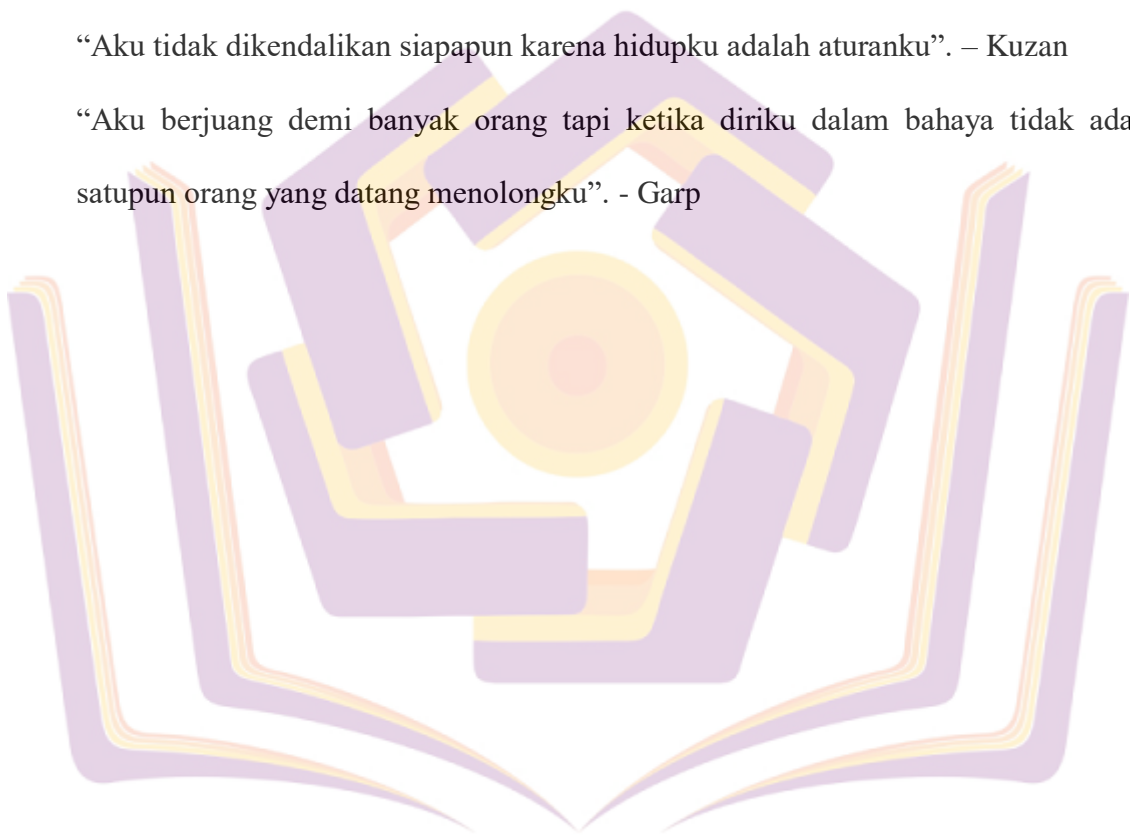 “Aku tidak dikendalikan siapapun karena hidupku adalah aturanku”. – Kuzan
“Aku berjuang demi banyak orang tapi ketika diriku dalam bahaya tidak ada
satupun orang yang datang menolongku”. - Garp